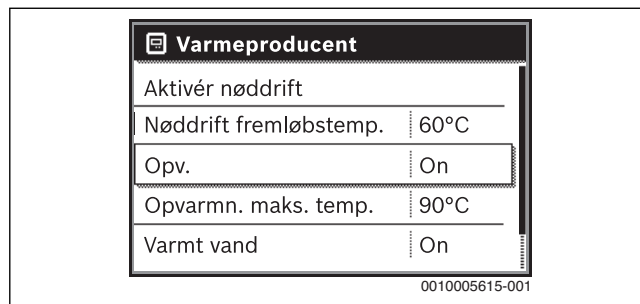 Varmeproducent
Aktivér nøddrift
Nøddrift fremløbstemp. 60°C
Opv. On
Opvarmn. maks. temp. 90°C
Varmt vand On
0010005615-001